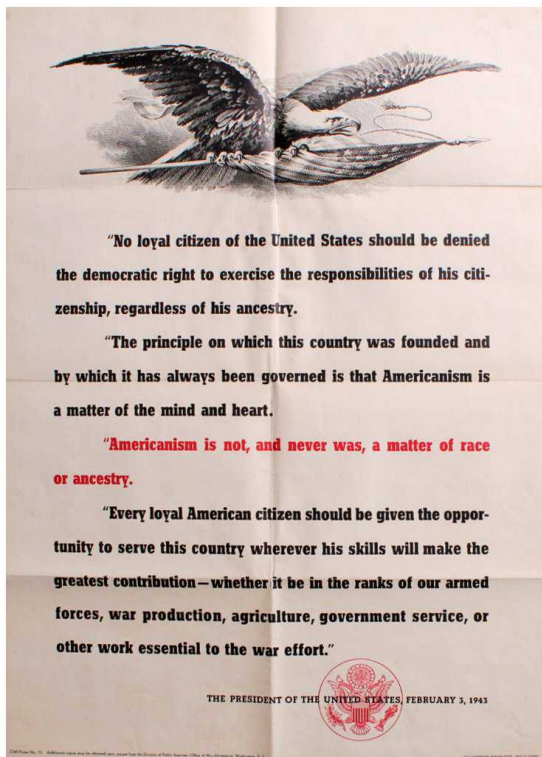 "No loyal citizen of the United States should be denied
the democratic right to exercise the responsibilities of his citi-
zenship, regardless of his ancestry.
"The principle on which this country was founded and
by which it has always been governed is that Americanism is
a matter of the mind and heart.
"Americanism is not, and never was, a matter of race
or ancestry.
"Every loyal American citizen should be given the oppor-
tunity to serve this country wherever his skills will make the
greatest contribution—whether it be in the ranks of our armed
forces, war production, agriculture, government service, or
other work essential to the war effort."
THE PRESIDENT OF THE UNITED STATES, FEBRUARY 3, 1943